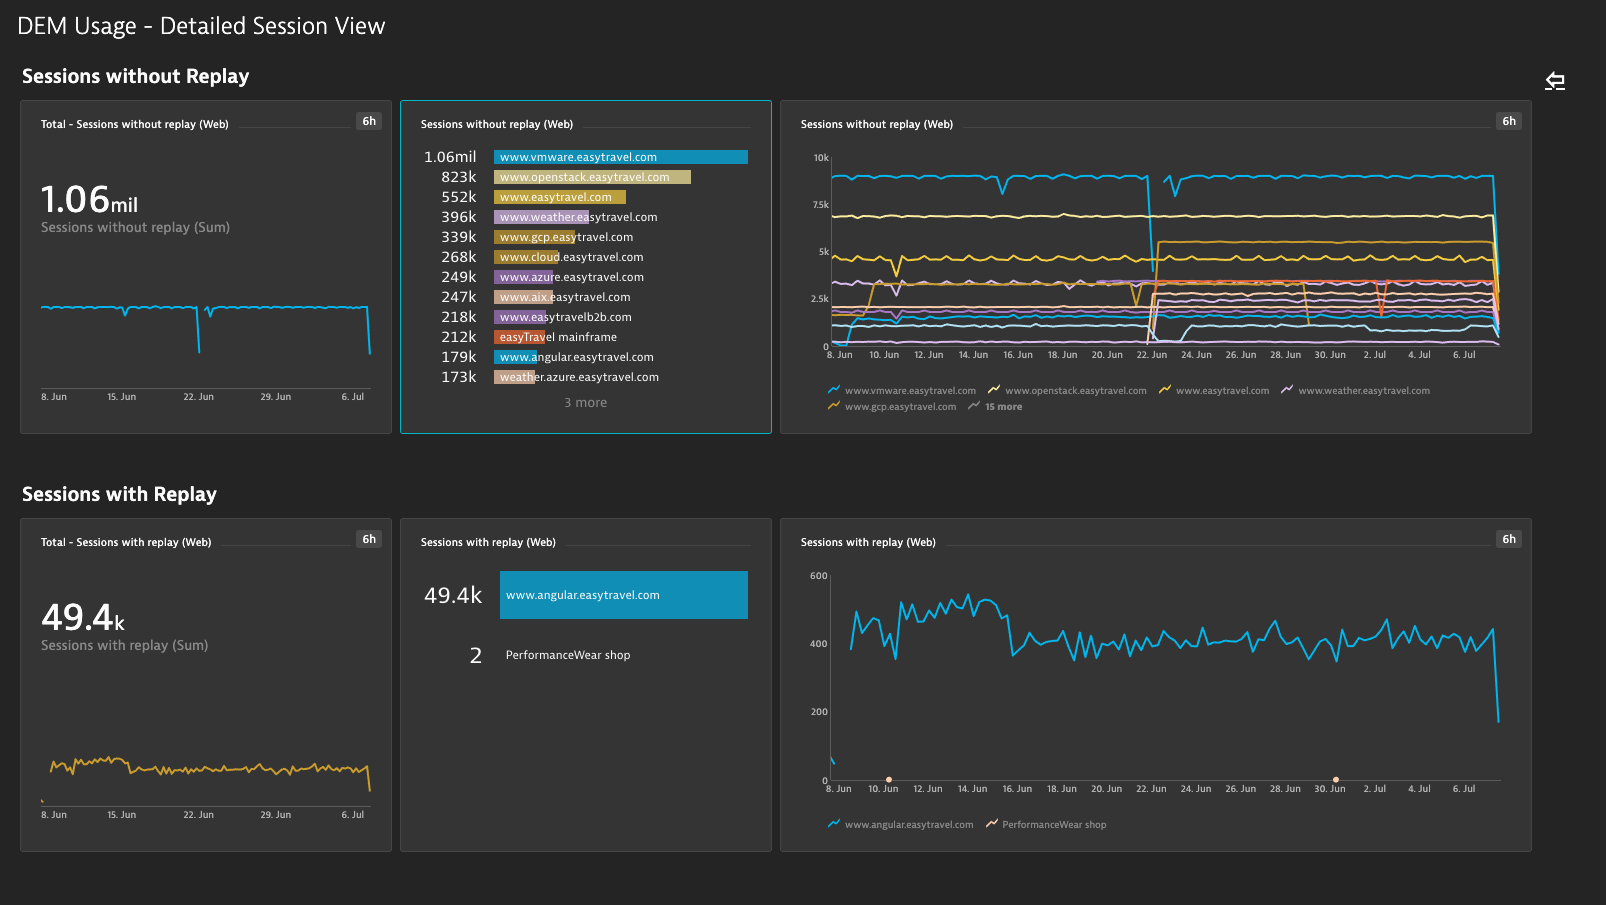 DEM Usage - Detailed Session View
Sessions without Replay
Total - Sessions without replay (Web)
6h
1.06mil
Sessions without replay (Sum)
8. Jun 15. Jun 22. Jun 29. Jun 6. Jul
Sessions without replay (Web)
1.06mil www.vmware.easytravel.com
823k www.openstack.easytravel.com
552k www.easytravel.com
396k www.weather.easytravel.com
339k www.gcp.easytravel.com
268k www.cloud.easytravel.com
249k www.azure.easytravel.com
247k www.aix.easytravel.com
218k www.easytravelb2b.com
212k easyTravel mainframe
179k www.angular.easytravel.com
173k weather.azure.easytravel.com
3 more
Sessions without replay (Web)
6h
10k
7.5k
5k
2.5k
0
8. Jun 10. Jun 12. Jun 14. Jun 16. Jun 18. Jun 20. Jun 22. Jun 24. Jun 26. Jun 28. Jun 30. Jun 2. Jul 4. Jul 6. Jul
www.vmware.easytravel.com www.openstack.easytravel.com www.easytravel.com www.weather.easytravel.com
www.gcp.easytravel.com 15 more
Sessions with Replay
Total - Sessions with replay (Web)
6h
49.4k
Sessions with replay (Sum)
8. Jun 15. Jun 22. Jun 29. Jun 6. Jul
Sessions with replay (Web)
49.4k www.angular.easytravel.com
2 PerformanceWear shop
Sessions with replay (Web)
6h
600
400
200
0
8. Jun 10. Jun 12. Jun 14. Jun 16. Jun 18. Jun 20. Jun 22. Jun 24. Jun 26. Jun 28. Jun 30. Jun 2. Jul 4. Jul 6. Jul
www.angular.easytravel.com PerformanceWear shop